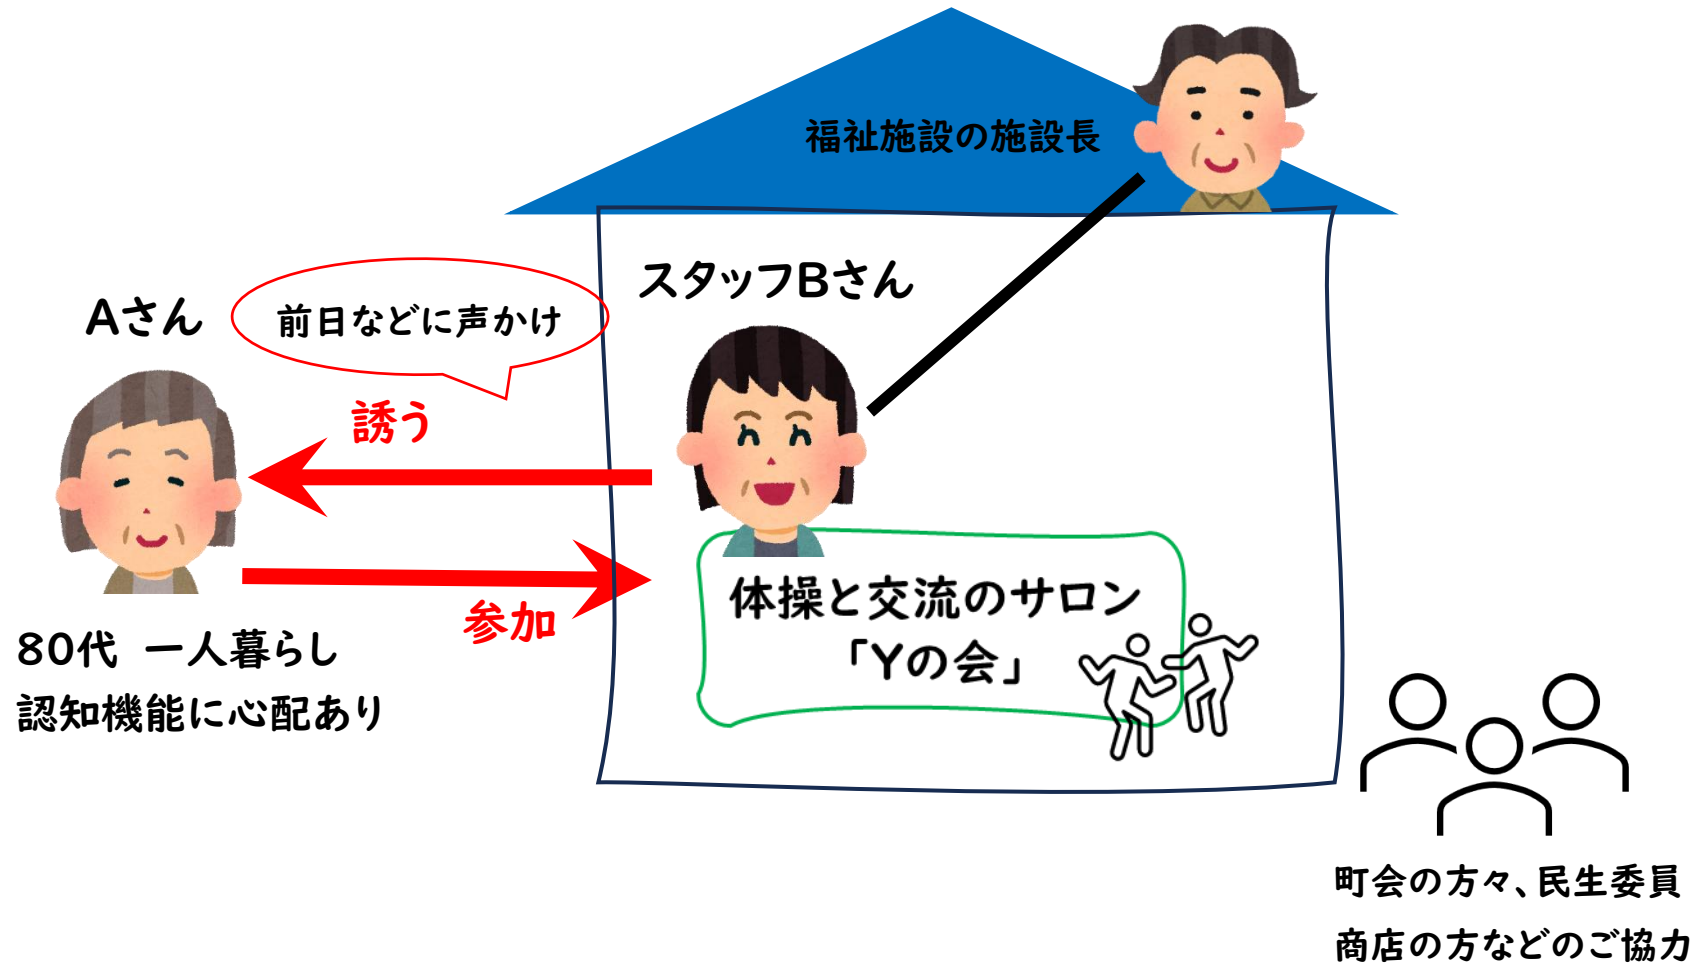 福祉施設の施設長
スタッフBさん
Aさん
前日などに声かけ
誘う
参加
体操と交流のサロン
「Yの会」
80代 一人暮らし
認知機能に心配あり
町会の方々、民生委員
商店の方などのご協力